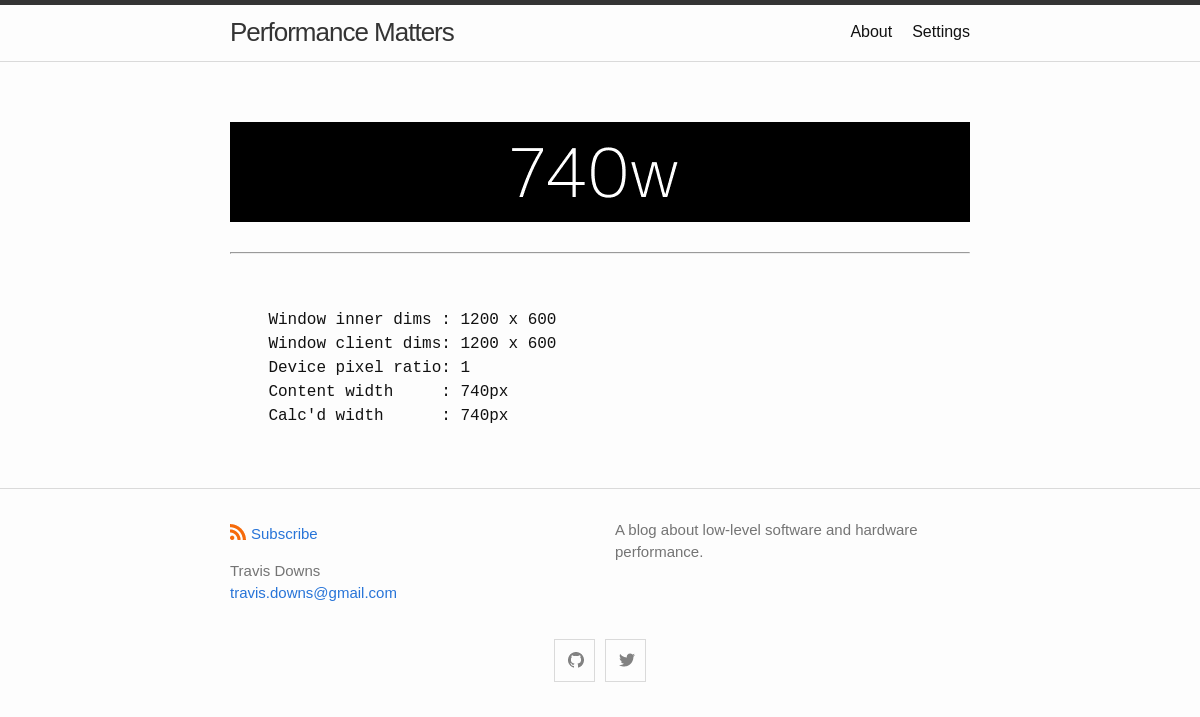 Performance Matters
About Settings
740w
Window inner dims : 1200 x 600
Window client dims: 1200 x 600
Device pixel ratio: 1
Content width     : 740px
Calc'd width      : 740px
Subscribe
Travis Downs
travis.downs@gmail.com
A blog about low-level software and hardware
performance.